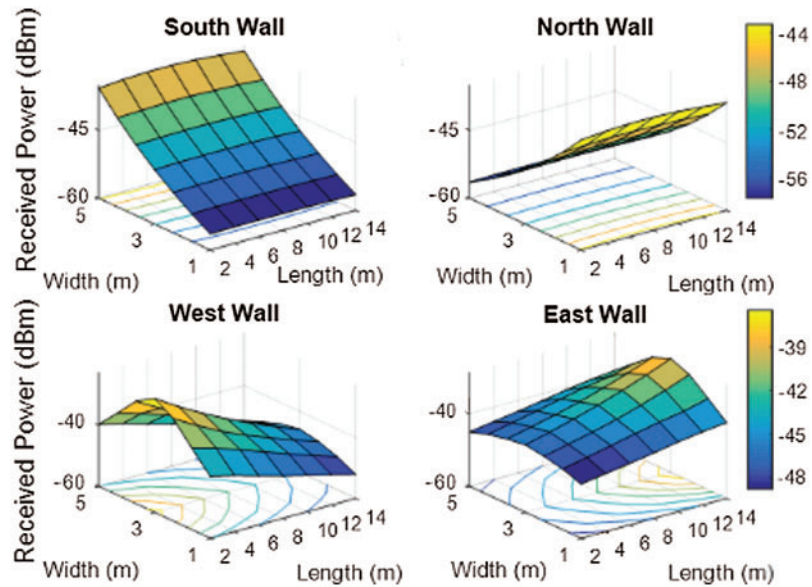 South Wall
North Wall
Received Power (dBm)
-45
-60
5
3
1
Width (m)
2 4 6 8 10 12 14
Length (m)
-45
-60
5
3
1
Width (m)
2 4 6 8 10 12 14
Length (m)
-44
-48
-52
-56
West Wall
East Wall
Received Power (dBm)
-40
-60
5
3
1
Width (m)
2 4 6 8 10 12 14
Length (m)
-40
-60
5
3
1
Width (m)
2 4 6 8 10 12 14
Length (m)
-39
-42
-45
-48